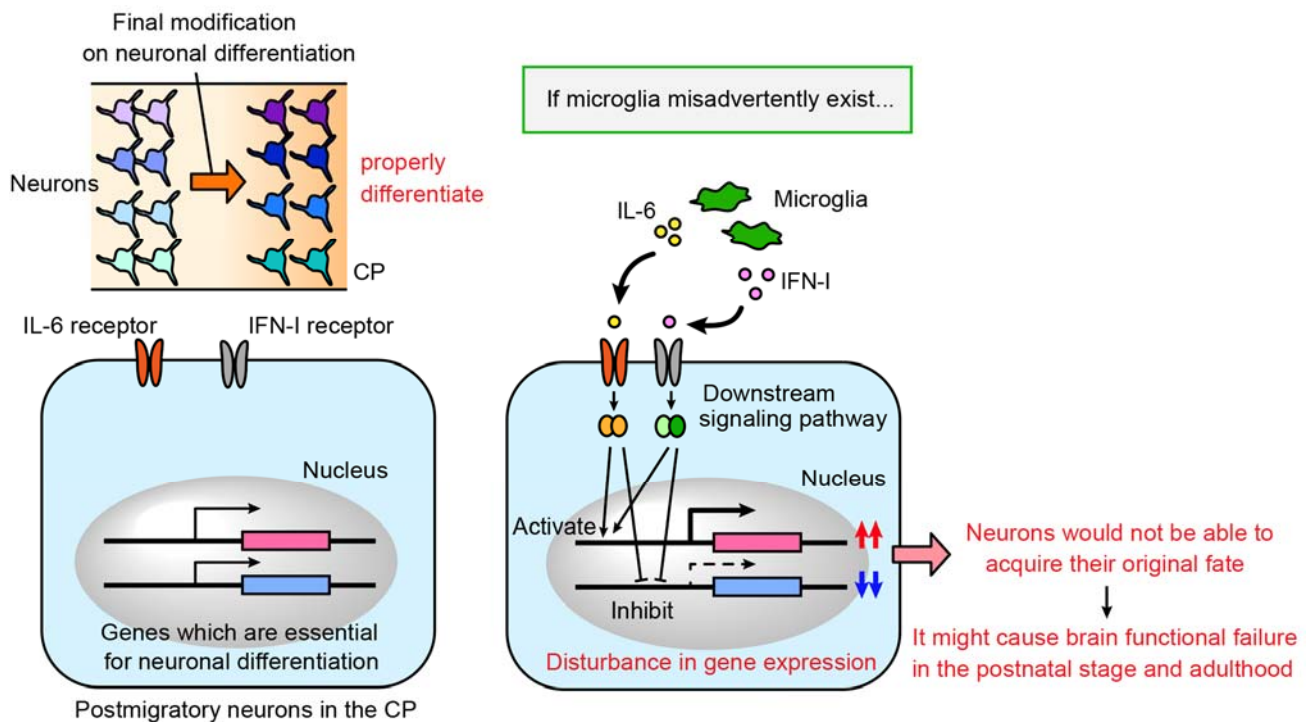 Final modification
on neuronal differentiation
Neurons
properly
differentiate
CP
IL-6 receptor
IFN-I receptor
Nucleus
Genes which are essential
for neuronal differentiation
Postmigratory neurons in the CP
If microglia misadvertently exist...
IL-6
Microglia
IFN-I
Downstream
signaling pathway
Nucleus
Activate
Inhibit
Disturbance in gene expression
Neurons would not be able to
acquire their original fate
It might cause brain functional failure
in the postnatal stage and adulthood